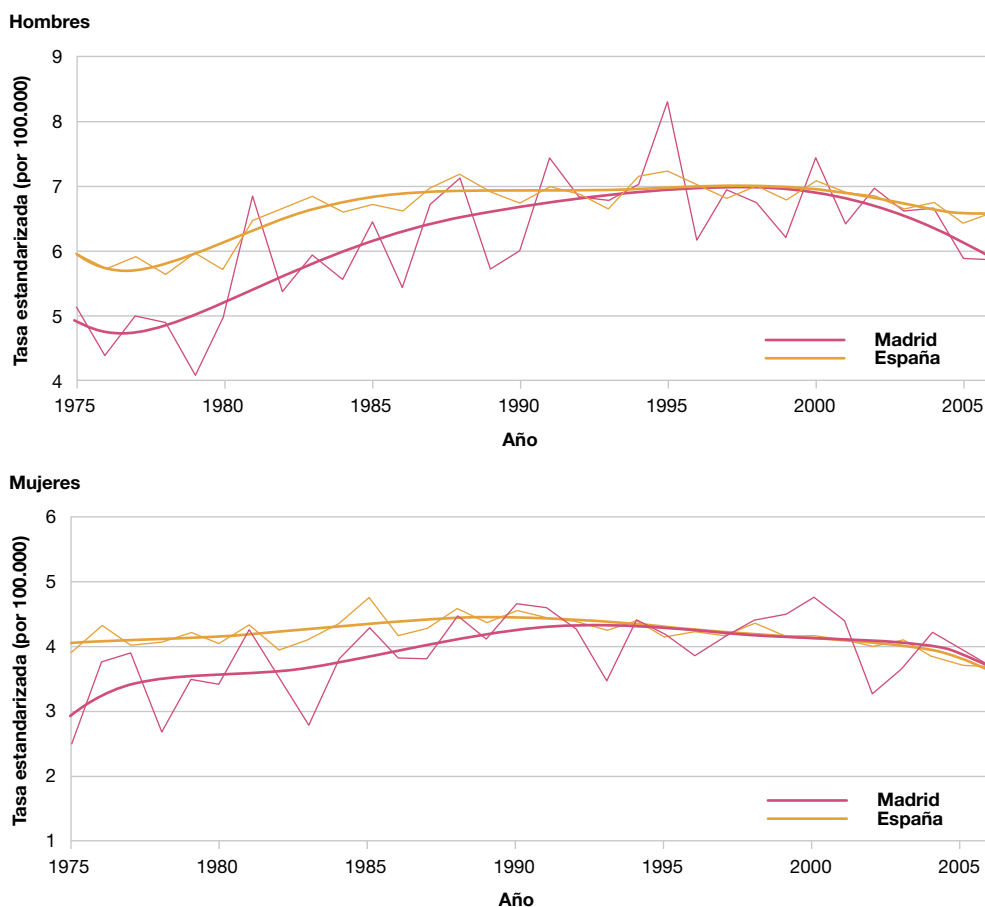 Hombres
Tasa estandarizada (por 100.000)
9
8
7
6
5
4
Madrid
España
1975 1980 1985 1990 1995 2000 2005
Año
Mujeres
Tasa estandarizada (por 100.000)
6
5
4
3
2
1
Madrid
España
1975 1980 1985 1990 1995 2000 2005
Año